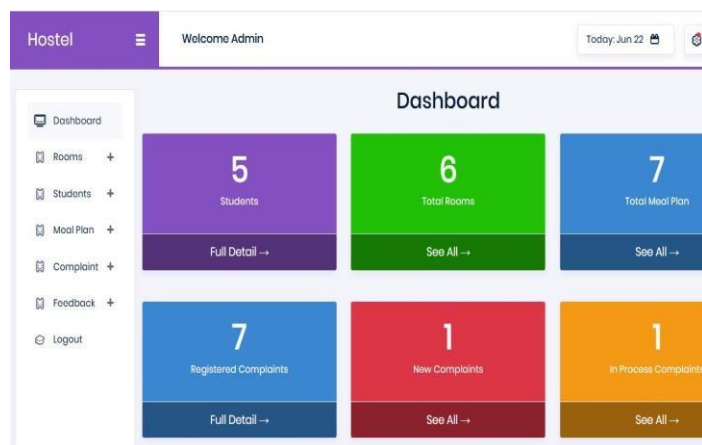 Hostel
Welcome Admin
Today: Jun 22
Dashboard
Dashboard
Rooms +
Students +
Meal Plan +
Complaint +
Feedback +
Logout
5
Students
Full Detail →
6
Total Rooms
See All →
7
Total Meal Plan
See All →
7
Registered Complaints
Full Detail →
1
New Complaints
See All →
1
In Process Complaints
See All →